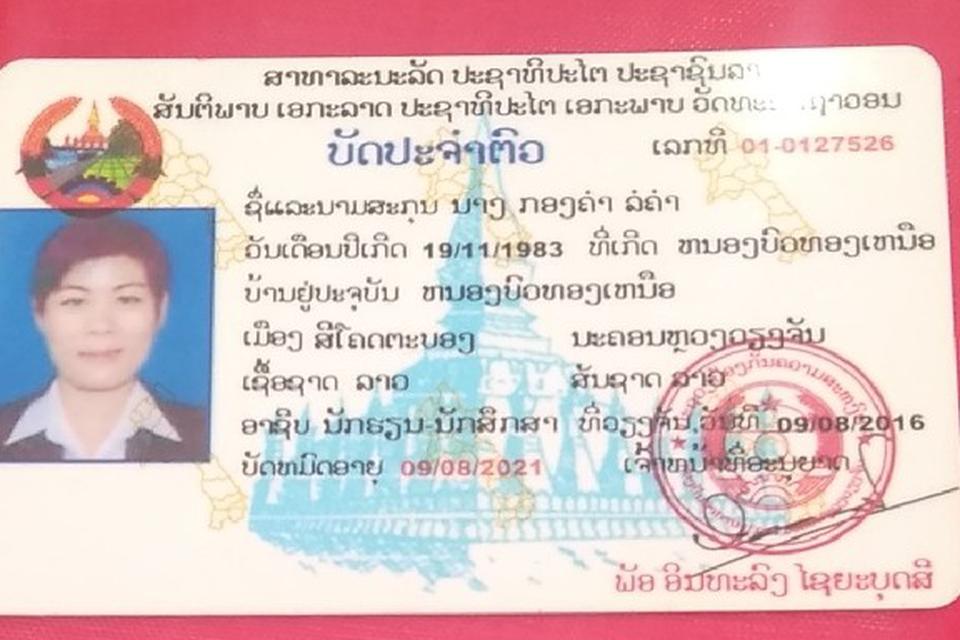 ສາທາລະນະລັດ ປະຊາທິປະໄຕ ປະຊາຊົນລາ
ສັນຕິພາບ ເອກະລາດ ປະຊາທິປະໄຕ ເອກະພາບ ວັດທະ
ບັດປະຈຳຕົວ ເລກທີ 01-0127526
ຊື່ແລະນາມສະກຸນ ນາງ ກອງຄຳ ລໍຄຳ
ວັນເດືອນປີເກີດ 19/11/1983 ທີ່ເກີດ ຫນອງບົວທອງເຫນືອ
ບ້ານຢູ່ປະຈຸບັນ ຫນອງບົວທອງເຫນືອ
ເມືອງ ສີໂຄດຕະບອງ ນະຄອນຫຼວງວຽງຈັນ
ເຊື້ອຊາດ ລາວ ສັນຊາດ ລາວ
ອາຊິບ ນັກຮຽນ-ນັກສຶກສາ ທີ່ວຽງຈັນ,ວັນທີ 09/08/2016
ບັດຫມົດອາຍຸ 09/08/2021 ເຈົ້າຫນ້າທີ່ອະນຸຍາດ
ພັອ ອິນທະລົງ ໄຊຍະບຸດສີ